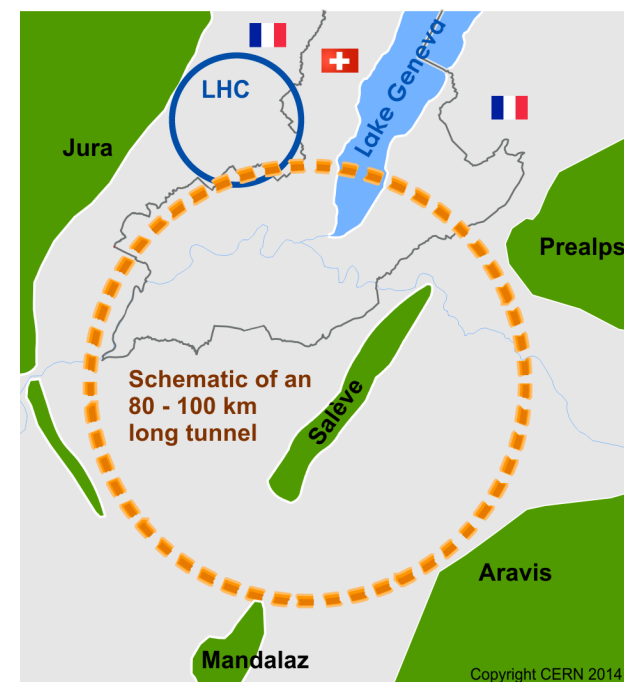 LHC
Lake Geneva
Jura
Prealps
Schematic of an
80 - 100 km
long tunnel
Salève
Aravis
Mandalaz
Copyright CERN 2014